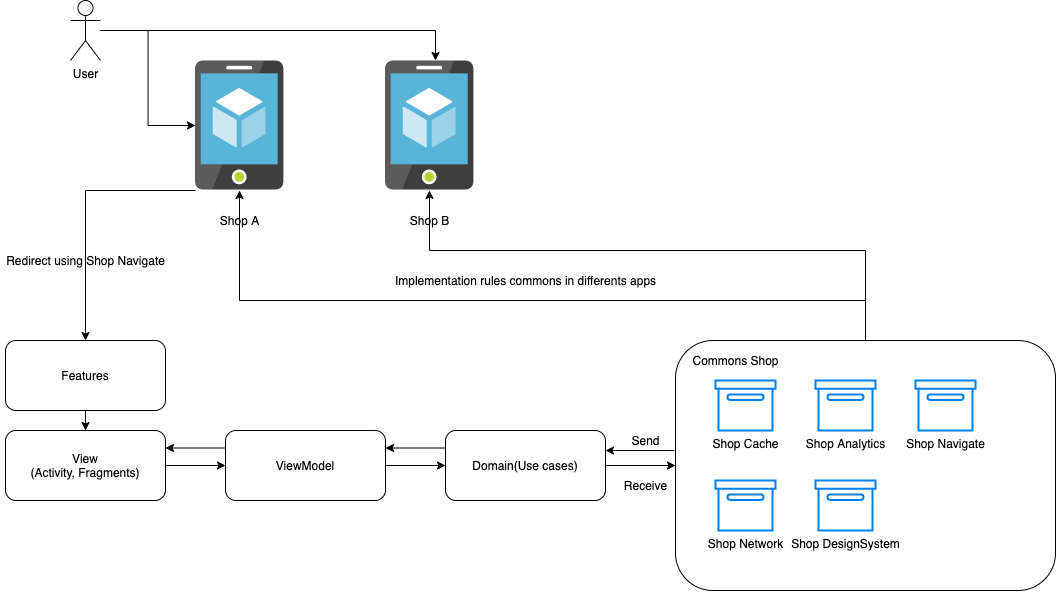 User
Shop A
Shop B
Redirect using Shop Navigate
Implementation rules commons in differents apps
Features
Commons Shop
Shop Cache
Shop Analytics
Shop Navigate
View
(Activity, Fragments)
ViewModel
Domain(Use cases)
Send
Receive
Shop Network
Shop DesignSystem